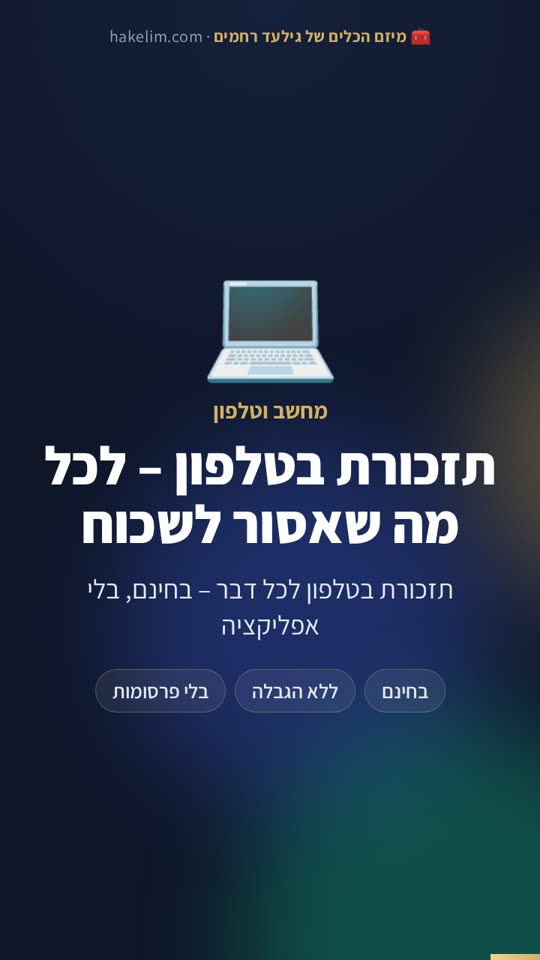 🧰 מיזם הכלים של גילעד רחמים · hakelim.com
מחשב וטלפון
תזכורת בטלפון – לכל
מה שאסור לשכוח
תזכורת בטלפון לכל דבר – בחינם, בלי
אפליקציה
בחינם
ללא הגבלה
בלי פרסומות